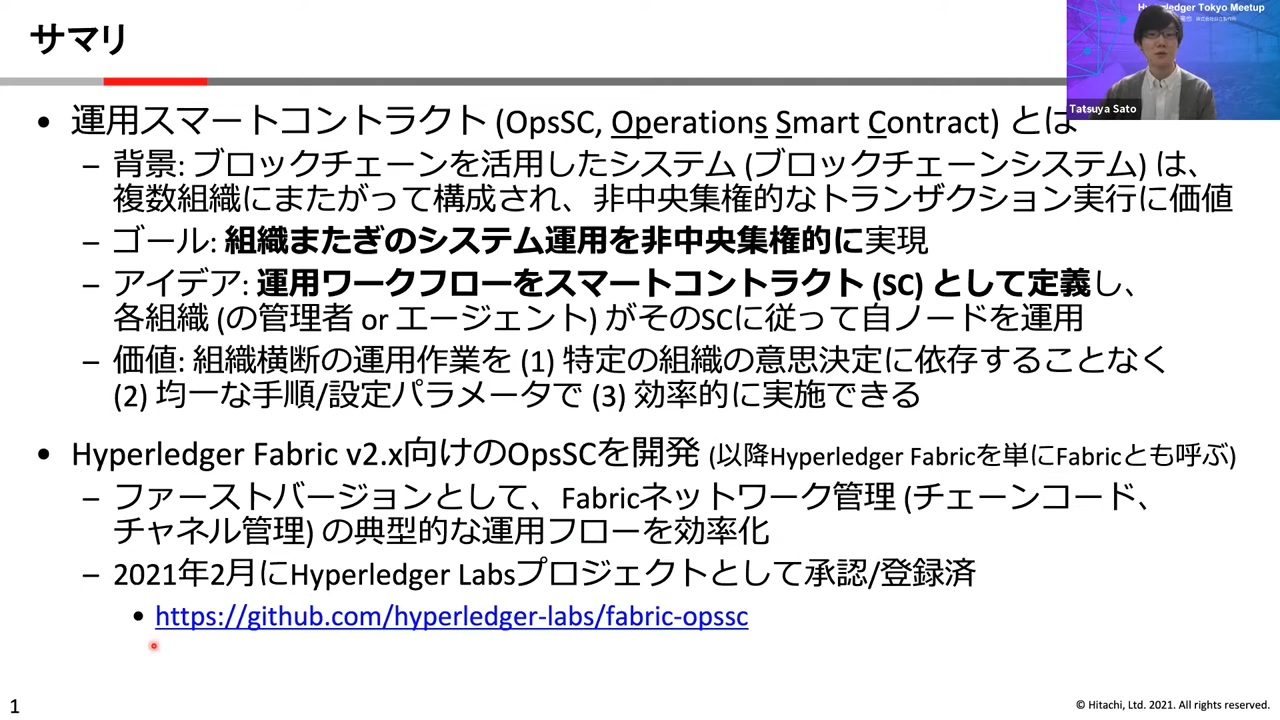 サマリ
Hyperledger Tokyo Meetup
株式会社日立製作所
Tatsuya Sato
• 運用スマートコントラクト (OpsSC, Operations Smart Contract) とは
– 背景: ブロックチェーンを活用したシステム (ブロックチェーンシステム) は、
複数組織にまたがって構成され、非中央集権的なトランザクション実行に価値
– ゴール: 組織またぎのシステム運用を非中央集権的に実現
– アイデア: 運用ワークフローをスマートコントラクト (SC) として定義し、
各組織 (の管理者 or エージェント) がそのSCに従って自ノードを運用
– 価値: 組織横断の運用作業を (1) 特定の組織の意思決定に依存することなく
(2) 均一な手順/設定パラメータで (3) 効率的に実施できる
• Hyperledger Fabric v2.x向けのOpsSCを開発 (以降Hyperledger Fabricを単にFabricとも呼ぶ)
– ファーストバージョンとして、Fabricネットワーク管理 (チェーンコード、
チャネル管理) の典型的な運用フローを効率化
– 2021年2月にHyperledger Labsプロジェクトとして承認/登録済
• https://github.com/hyperledger-labs/fabric-opssc
1
© Hitachi, Ltd. 2021. All rights reserved.